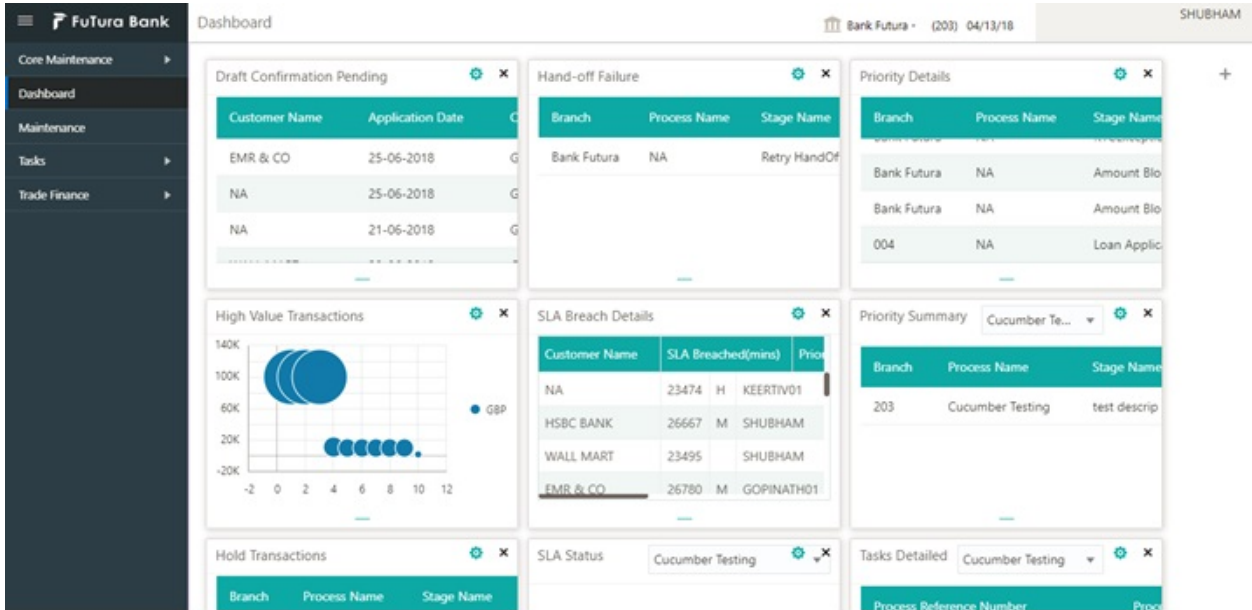 FuTura Bank
Dashboard
Bank Futura - (203) 04/13/18
SHUBHAM
Core Maintenance
Dashboard
Maintenance
Tasks
Trade Finance
Draft Confirmation Pending
Customer Name Application Date
EMR & CO 25-06-2018 G
NA 25-06-2018 G
NA 21-06-2018 G
Hand-off Failure
Branch Process Name Stage Name
Bank Futura NA Retry HandOf
Priority Details
Branch Process Name Stage Name
Bank Futura NA Amount Blo
Bank Futura NA Amount Blo
004 NA Loan Applic
High Value Transactions
140K
100K
60K
20K
-20K
-2 0 2 4 6 8 10 12
GBP
SLA Breach Details
Customer Name SLA Breached(mins) Prior
NA 23474 H KEERTIV01
HSBC BANK 26667 M SHUBHAM
WALL MART 23495 SHUBHAM
EMR & CO 26780 M GOPINATH01
Priority Summary Cucumber Te...
Branch Process Name Stage Name
203 Cucumber Testing test descrip
Hold Transactions
Branch Process Name Stage Name
SLA Status Cucumber Testing
Tasks Detailed Cucumber Testing
Process Reference Number Proce